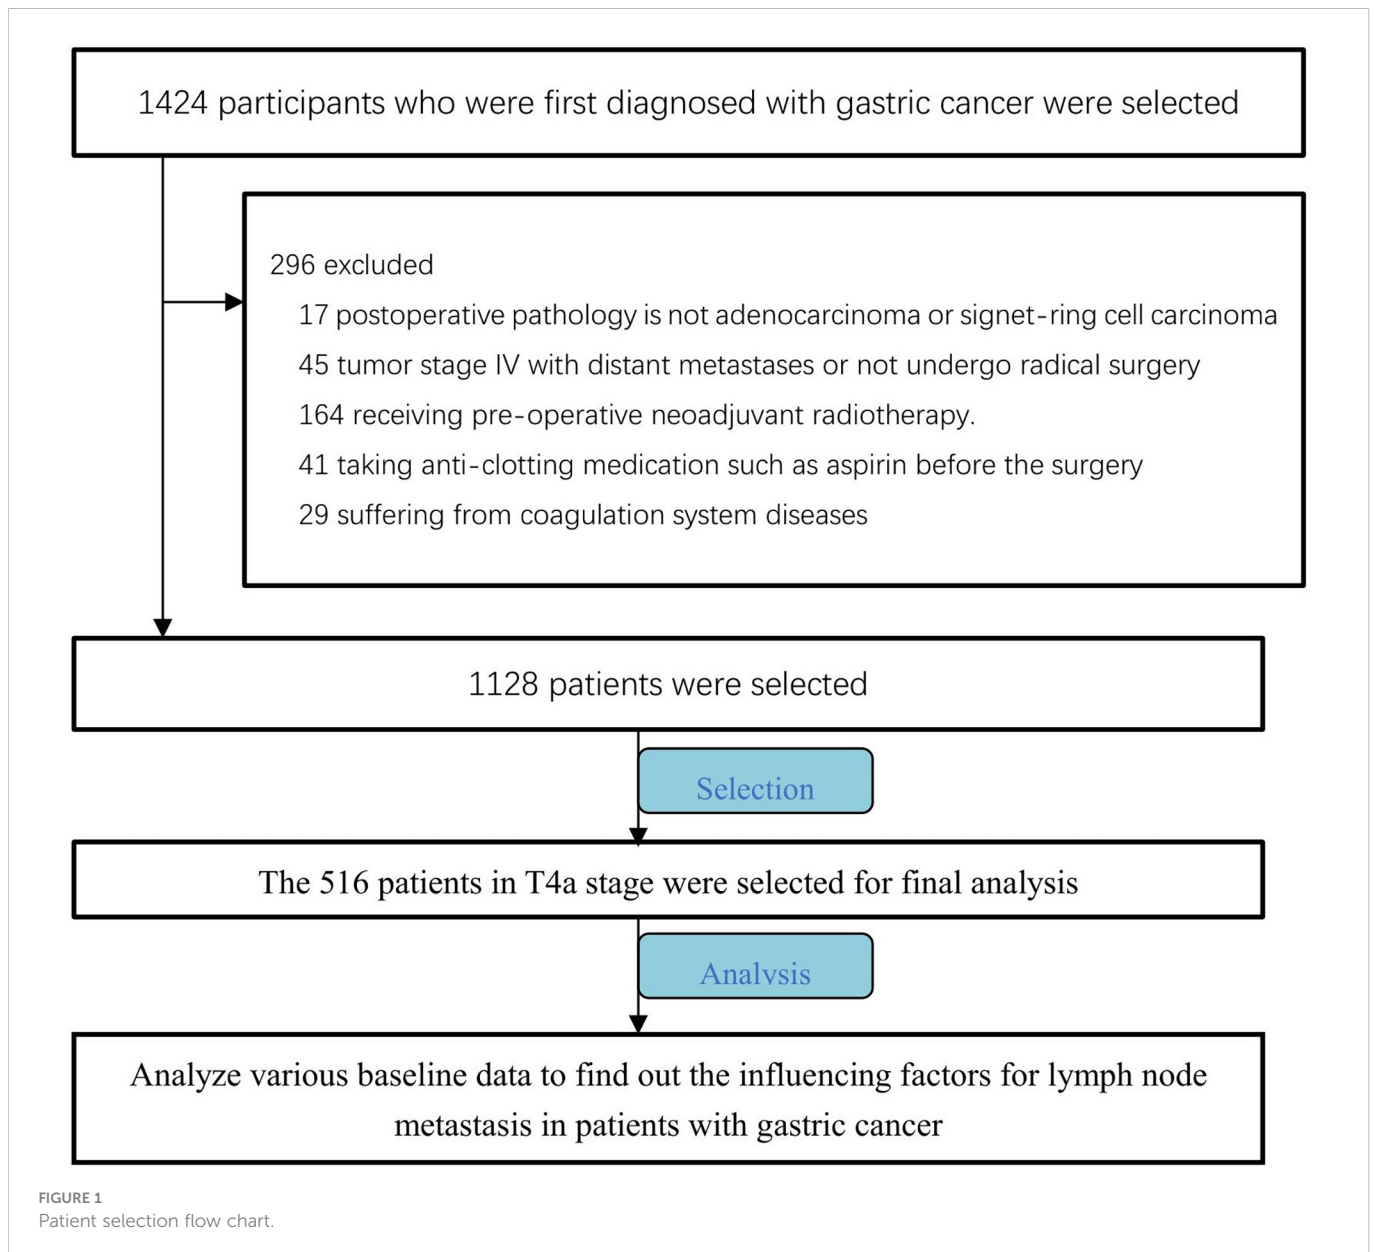 1424 participants who were first diagnosed with gastric cancer were selected
296 excluded
17 postoperative pathology is not adenocarcinoma or signet-ring cell carcinoma
45 tumor stage IV with distant metastases or not undergo radical surgery
164 receiving pre-operative neoadjuvant radiotherapy.
41 taking anti-clotting medication such as aspirin before the surgery
29 suffering from coagulation system diseases
1128 patients were selected
Selection
The 516 patients in T4a stage were selected for final analysis
Analysis
Analyze various baseline data to find out the influencing factors for lymph node
metastasis in patients with gastric cancer
FIGURE 1
Patient selection flow chart.